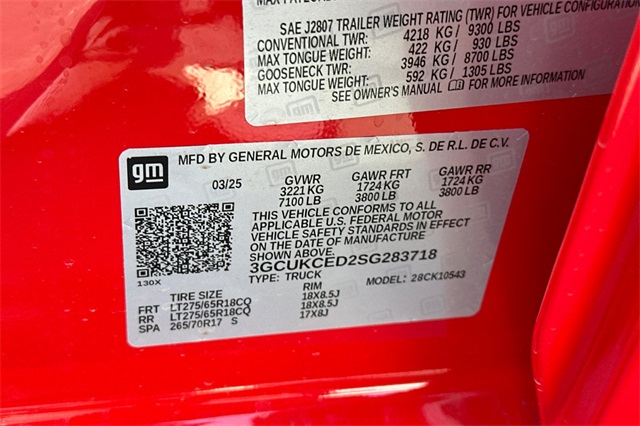 SAE J2807 TRAILER WEIGHT RATING (TWR) FOR VEHICLE CONFIGURATION
CONVENTIONAL TWR: 4218 KG / 9300 LBS
MAX TONGUE WEIGHT: 422 KG / 930 LBS
GOOSENECK TWR: 3946 KG / 8700 LBS
MAX TONGUE WEIGHT: 592 KG / 1305 LBS
SEE OWNER'S MANUAL FOR MORE INFORMATION
gm
MFD BY GENERAL MOTORS DE MEXICO, S. DE R.L. DE C.V.
03/25
GVWR GAWR FRT GAWR RR
3221 KG 1724 KG 1724 KG
7100 LB 3800 LB 3800 LB
THIS VEHICLE CONFORMS TO ALL
APPLICABLE U.S. FEDERAL MOTOR
VEHICLE SAFETY STANDARDS IN EFFECT
ON THE DATE OF MANUFACTURE
SHOWN ABOVE.
3GCUKCED2SG283718
TYPE: TRUCK MODEL: 28CK10543
130X
TIRE SIZE RIM
FRT LT275/65R18CQ 18X8.5J
RR LT275/65R18CQ 18X8.5J
SPA 265/70R17 S 17X8J